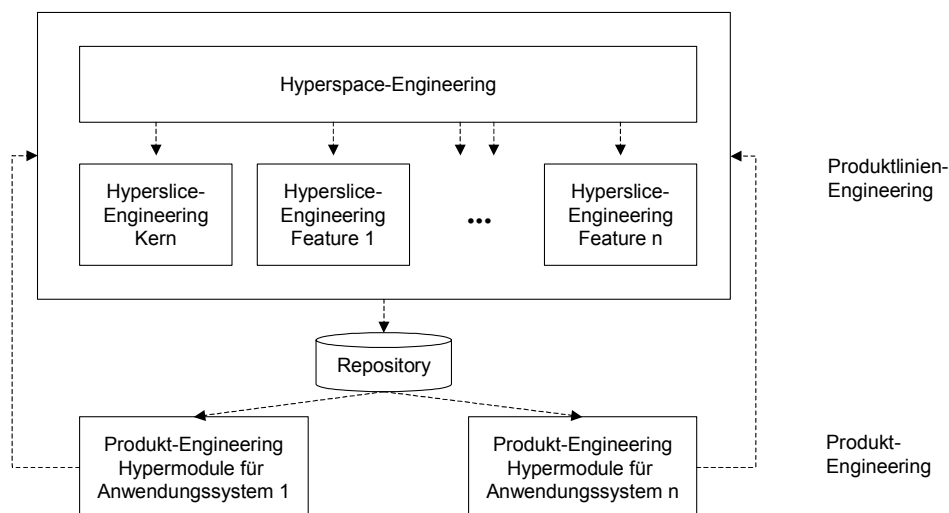 Hyperspace-Engineering
Hyperslice-
Engineering
Kern
Hyperslice-
Engineering
Feature 1
...
Hyperslice-
Engineering
Feature n
Produktlinien-
Engineering
Repository
Produkt-Engineering
Hypermodule für
Anwendungssystem 1
Produkt-Engineering
Hypermodule für
Anwendungssystem n
Produkt-
Engineering